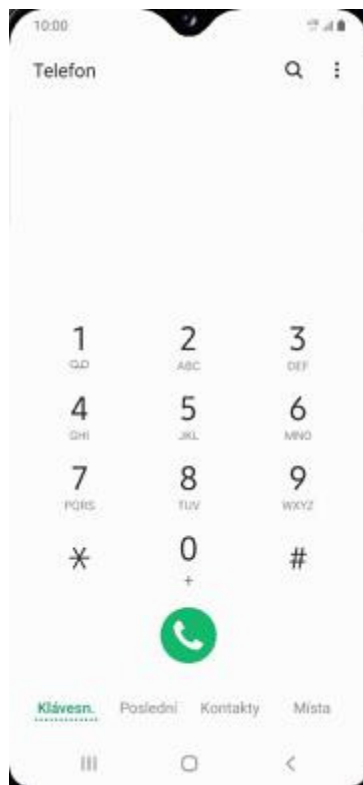 10:00
Telefon
1 2 3
ABC DEF
4 5 6
GHI JKL MNO
7 8 9
PQRS TUV WXYZ
* 0 #
+
Klávesn. Poslední Kontakty Místa